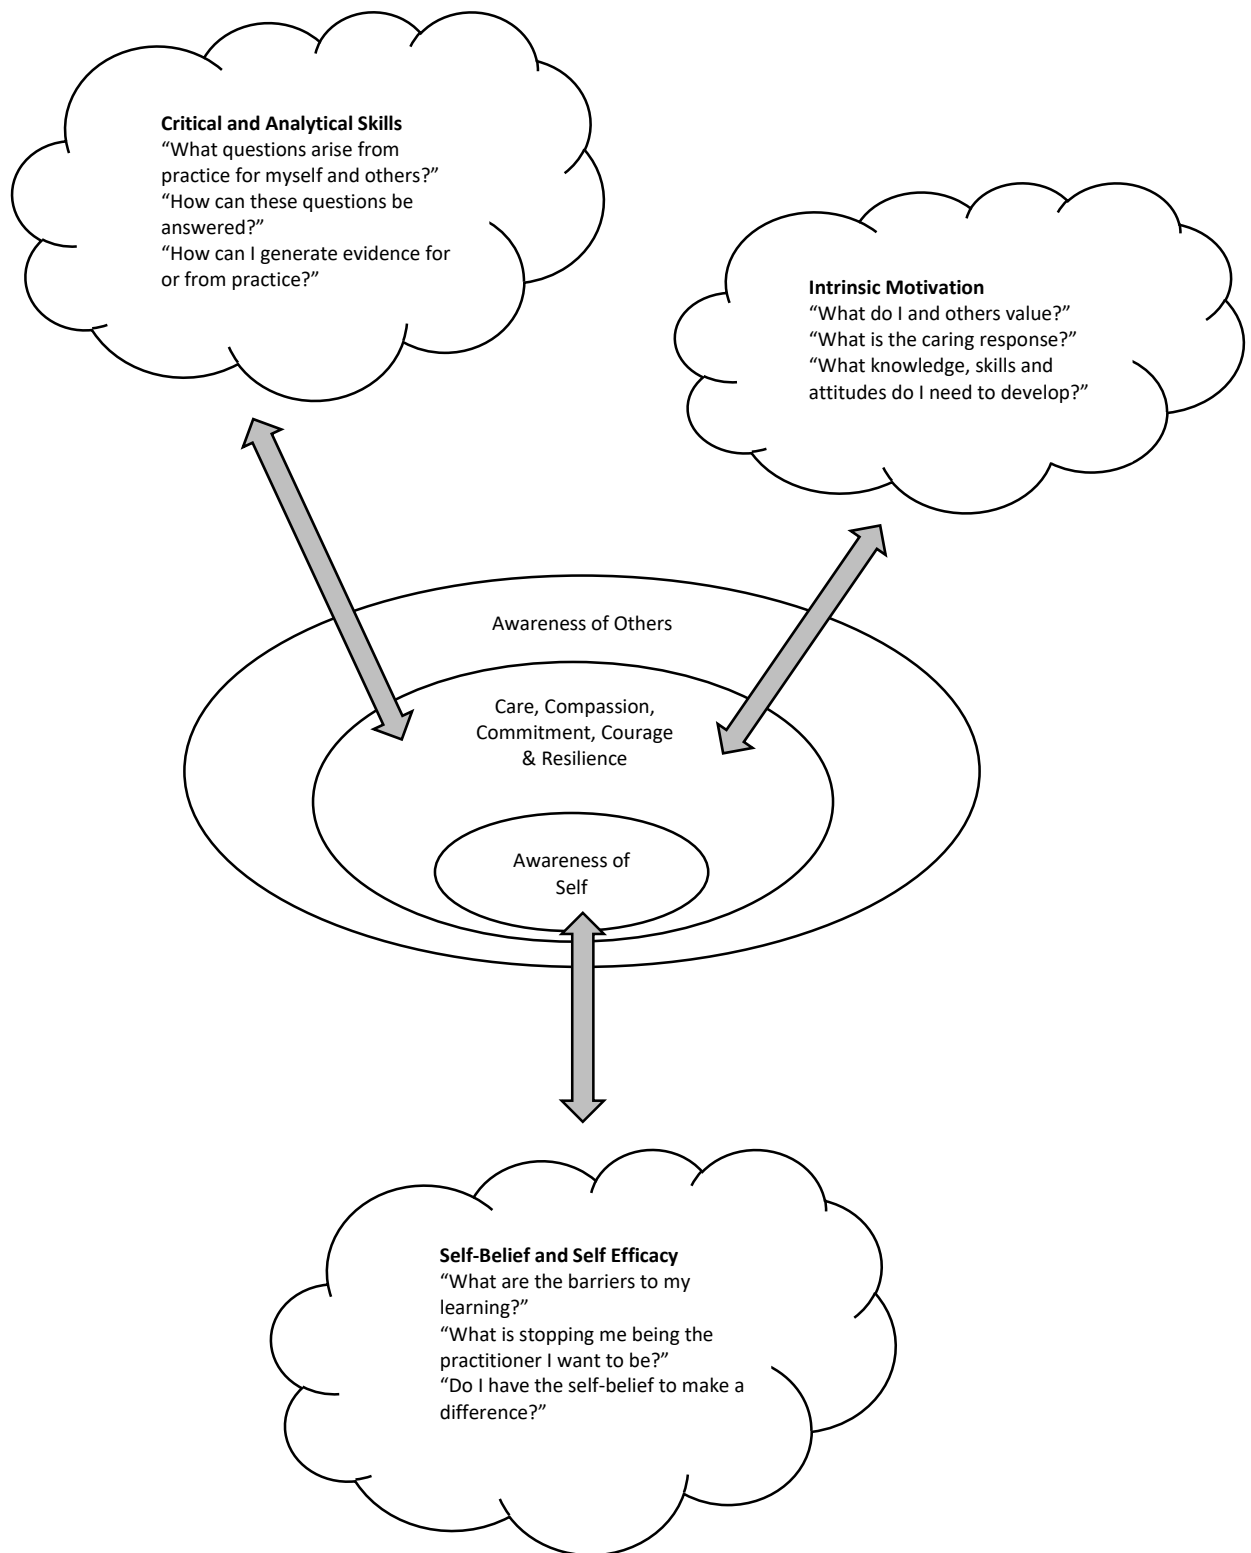 Critical and Analytical Skills
“What questions arise from
practice for myself and others?”
“How can these questions be
answered?”
“How can I generate evidence for
or from practice?”
Intrinsic Motivation
“What do I and others value?”
“What is the caring response?”
“What knowledge, skills and
attitudes do I need to develop?”
Awareness of Others
Care, Compassion,
Commitment, Courage
& Resilience
Awareness of
Self
Self-Belief and Self Efficacy
“What are the barriers to my
learning?”
“What is stopping me being the
practitioner I want to be?”
“Do I have the self-belief to make a
difference?”